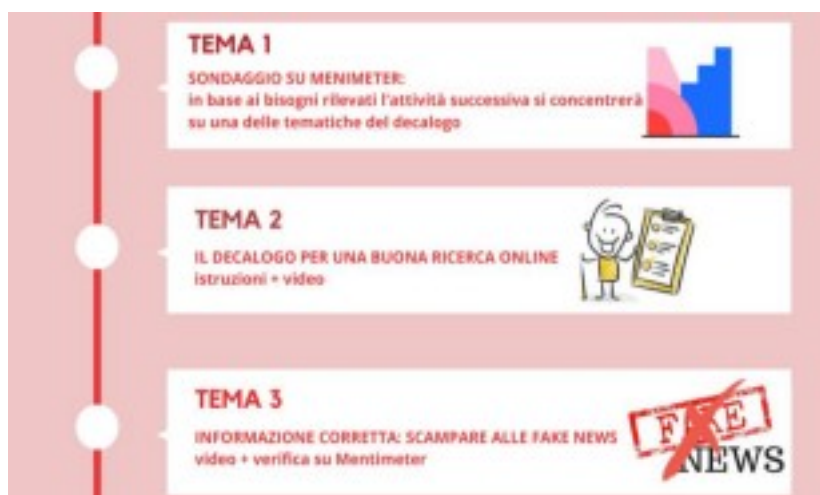 TEMA 1
SONDAGGIO SU MENIMETER:
in base ai bisogni rilevati l'attività successiva si concentrerà
su una delle tematiche del decalogo
TEMA 2
IL DECALOGO PER UNA BUONA RICERCA ONLINE
istruzioni + video
TEMA 3
INFORMAZIONE CORRETTA: SCAMPARE ALLE FAKE NEWS
video + verifica su Mentimeter
FAKE
NEWS